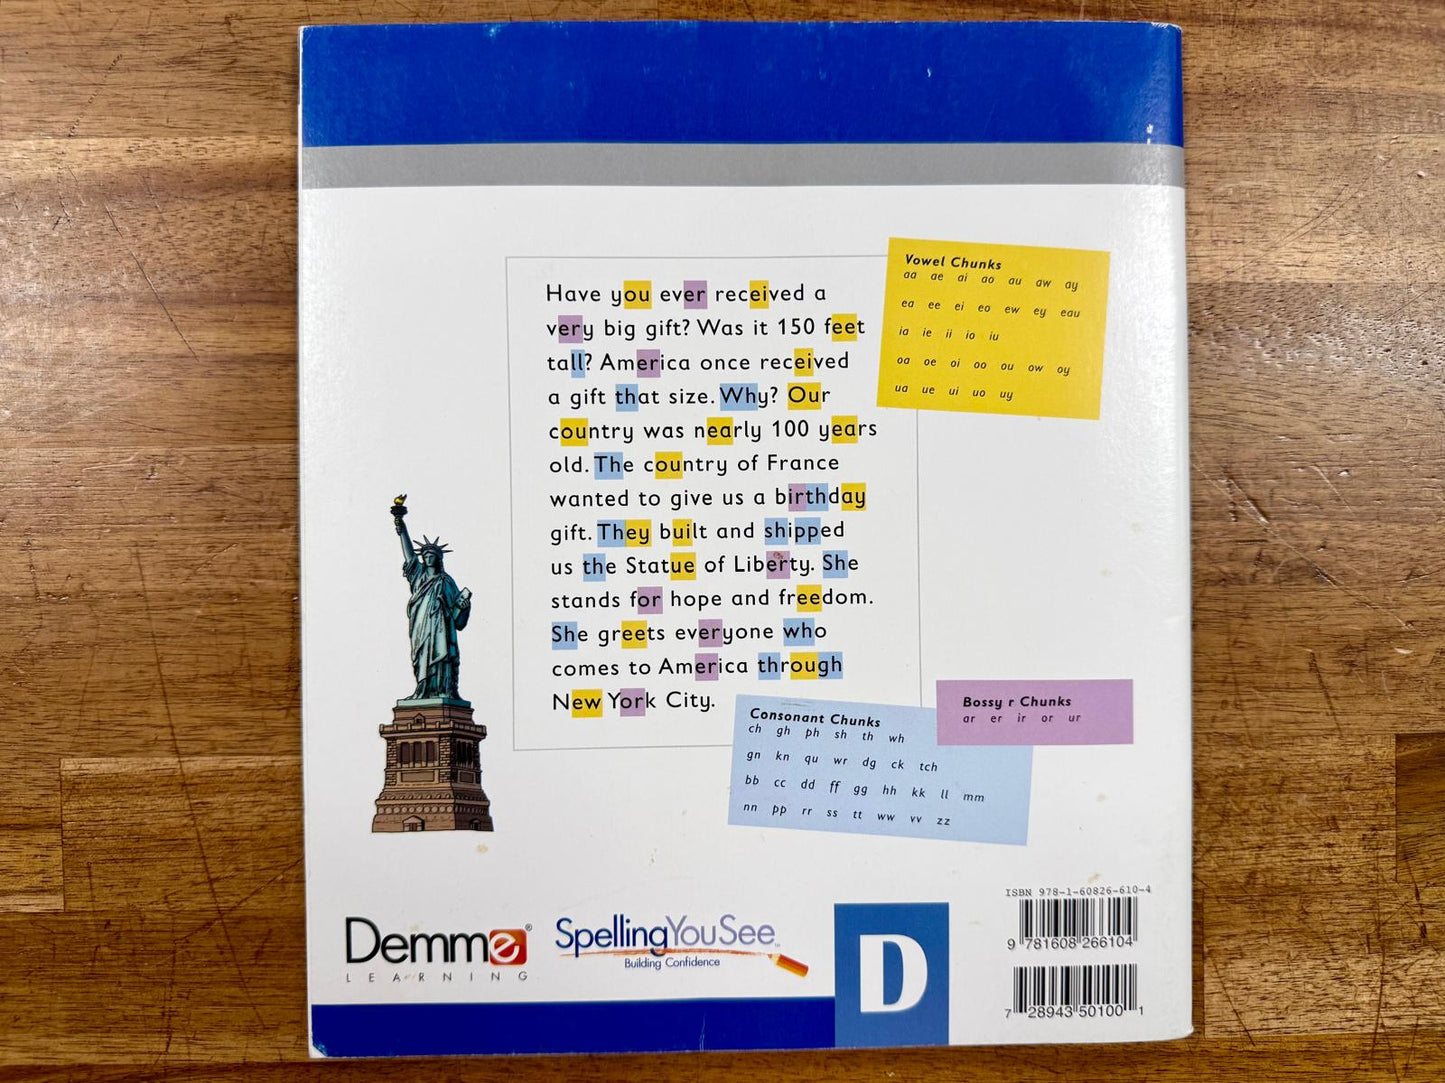 Have you ever received a
very big gift? Was it 150 feet
tall? America once received
a gift that size. Why? Our
country was nearly 100 years
old. The country of France
wanted to give us a birthday
gift. They built and shipped
us the Statue of Liberty. She
stands for hope and freedom.
She greets everyone who
comes to America through
New York City.
Vowel Chunks
aa ae ai ao au aw ay
ea ee ei eo ew ey eau
ia ie ii io iu
oa oe oi oo ou ow oy
ua ue ui uo uy
Consonant Chunks
ch gh ph sh th wh
gn kn qu wr dg ck tch
bb cc dd ff gg hh kk ll mm
nn pp rr ss tt ww vv zz
Bossy r Chunks
ar er ir or ur
Demme®
LEARNING
SpellingYouSee™
Building Confidence
D
ISBN 978-1-60826-610-4
9 781608 266104
7 28943 50100 1